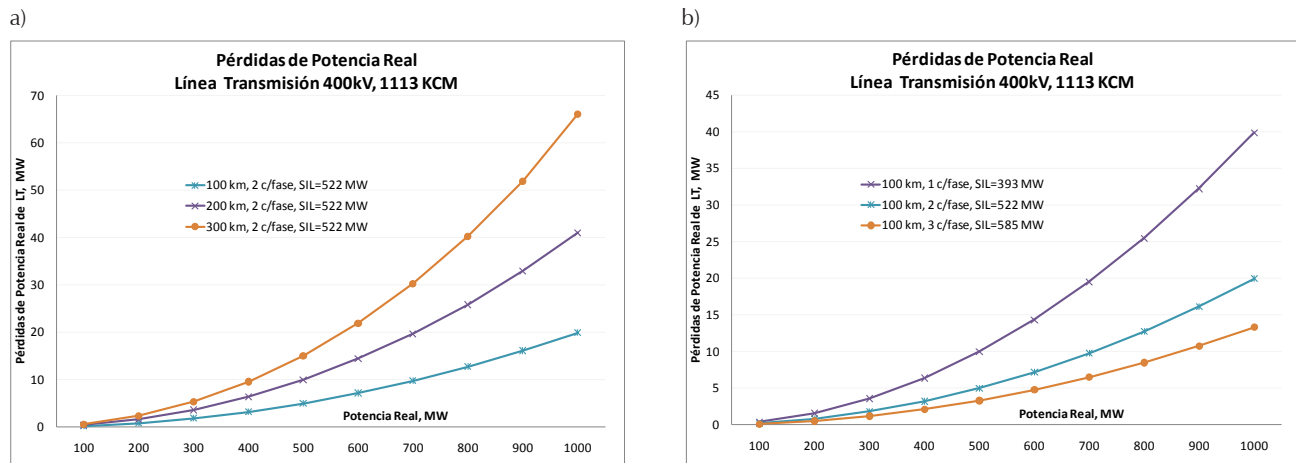 a)
Pérdidas de Potencia Real
Línea Transmisión 400kV, 1113 KCM
Pérdidas de Potencia Real de LT, MW
70
60
50
40
30
20
10
0
100 km, 2 c/fase, SIL=522 MW
200 km, 2 c/fase, SIL=522 MW
300 km, 2 c/fase, SIL=522 MW
Potencia Real, MW
100 200 300 400 500 600 700 800 900 1000
b)
Pérdidas de Potencia Real
Línea Transmisión 400kV, 1113 KCM
Pérdidas de Potencia Real de LT, MW
45
40
35
30
25
20
15
10
5
0
100 km, 1 c/fase, SIL=393 MW
100 km, 2 c/fase, SIL=522 MW
100 km, 3 c/fase, SIL=585 MW
Potencia Real, MW
100 200 300 400 500 600 700 800 900 1000